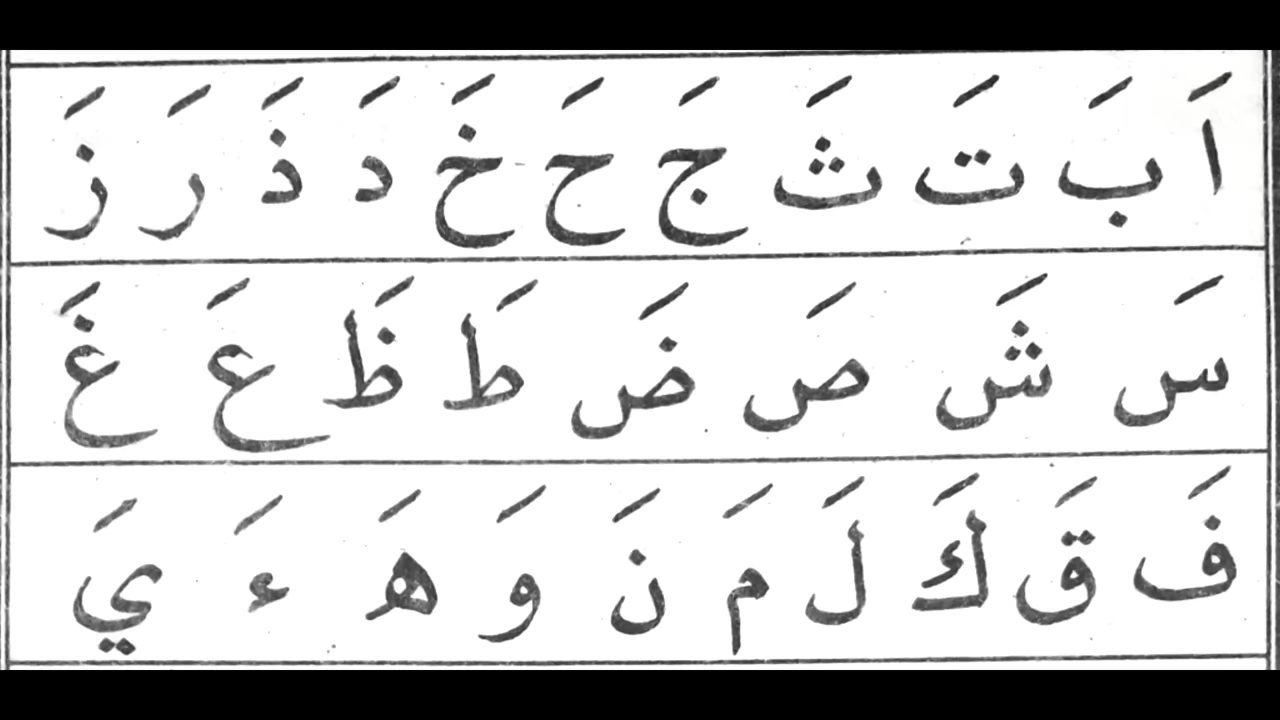 اَ بَ تَ ثَ جَ حَ خَ دَ ذَ رَ زَ
سَ شَ صَ ضَ طَ ظَ عَ غَ
فَ قَ كَ لَ مَ نَ وَ هَ ءَ يَ